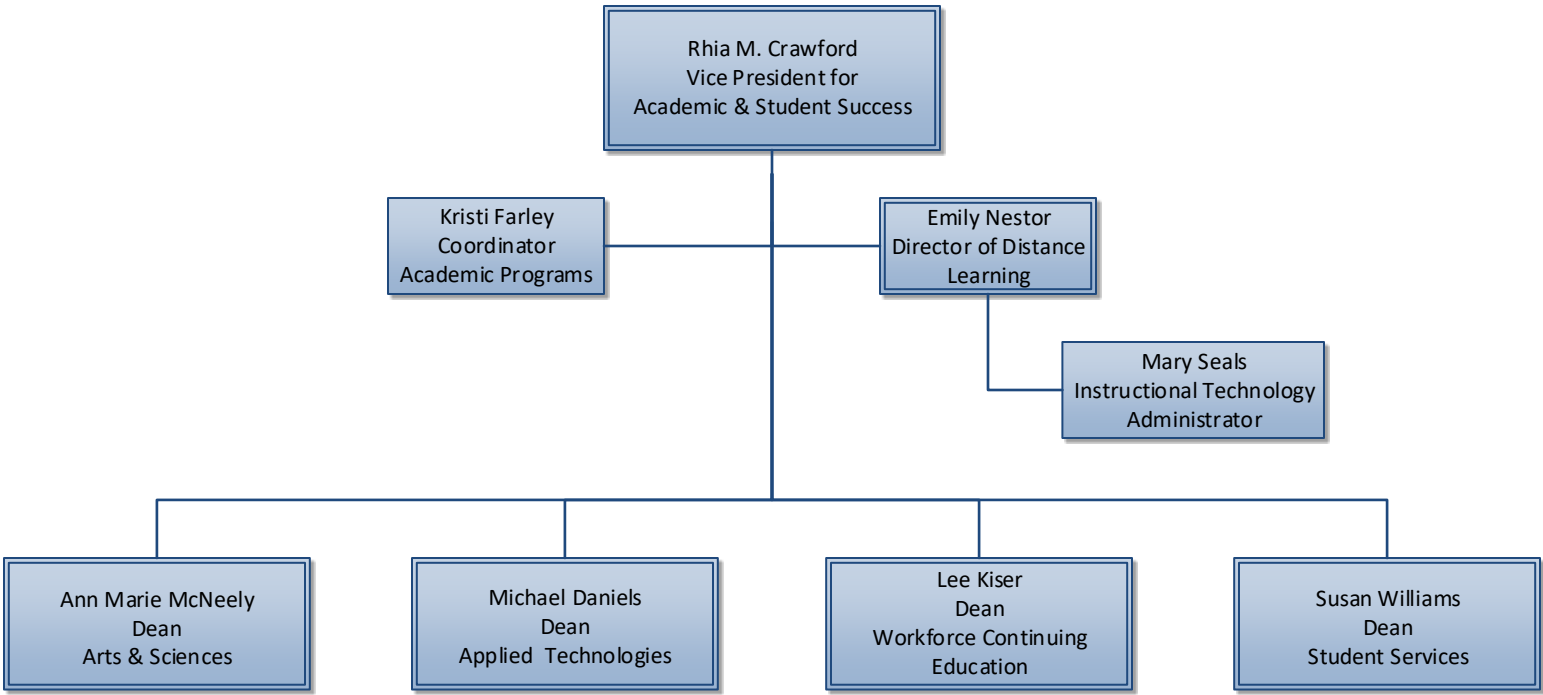 Rhia M. Crawford
Vice President for
Academic & Student Success
Kristi Farley
Coordinator
Academic Programs
Emily Nestor
Director of Distance
Learning
Mary Seals
Instructional Technology
Administrator
Ann Marie McNeely
Dean
Arts & Sciences
Michael Daniels
Dean
Applied Technologies
Lee Kiser
Dean
Workforce Continuing
Education
Susan Williams
Dean
Student Services